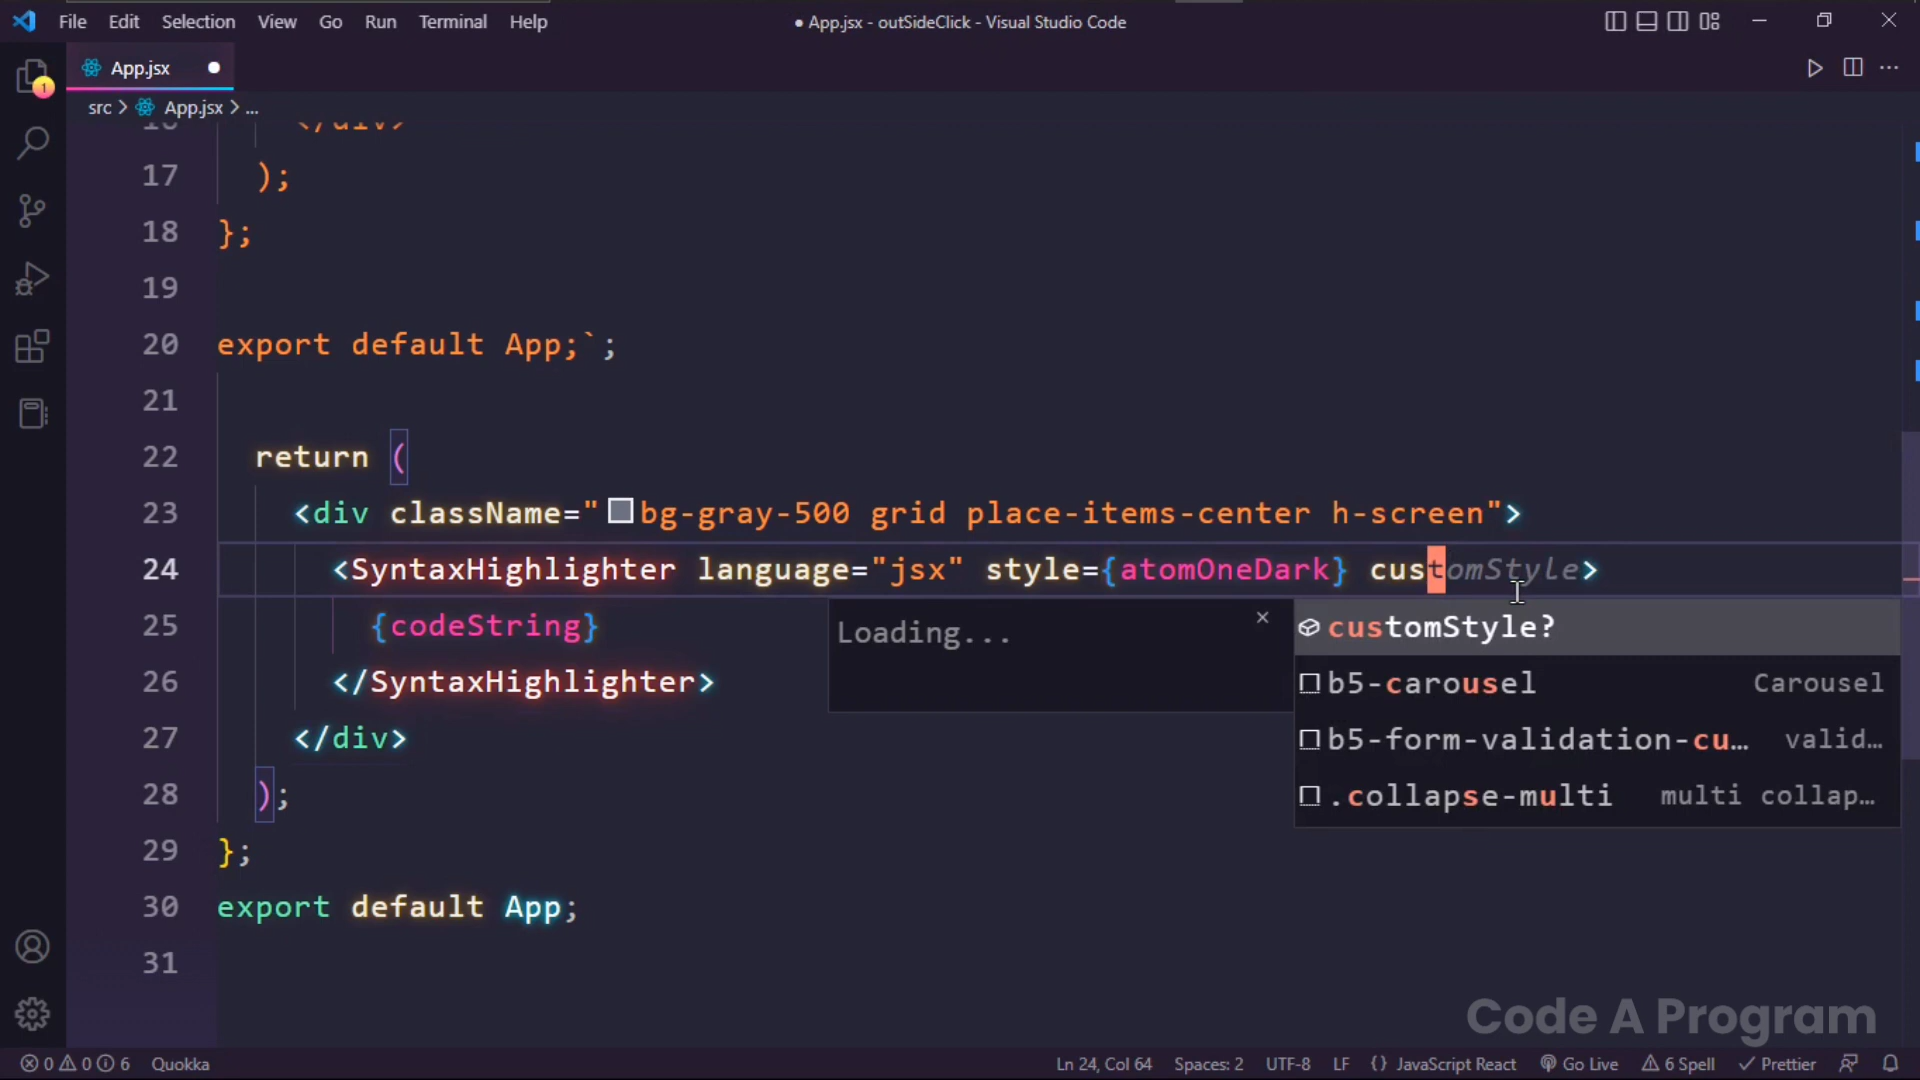 File Edit Selection View Go Run Terminal Help
● App.jsx - outSideClick - Visual Studio Code
App.jsx
src > App.jsx > ...
1
16 </div>
17 );
18 };
19
20 export default App;`;
21
22 return (
23 <div className="bg-gray-500 grid place-items-center h-screen">
24 <SyntaxHighlighter language="jsx" style={atomOneDark} customStyle>
25 {codeString}
26 </SyntaxHighlighter>
27 </div>
28 );
29 };
30 export default App;
31
Loading...
customStyle?
b5-carousel Carousel
b5-form-validation-cu… valid…
.collapse-multi multi collap…
Code A Program
0 0 6 Quokka Ln 24, Col 64 Spaces: 2 UTF-8 LF {} JavaScript React Go Live 6 Spell Prettier